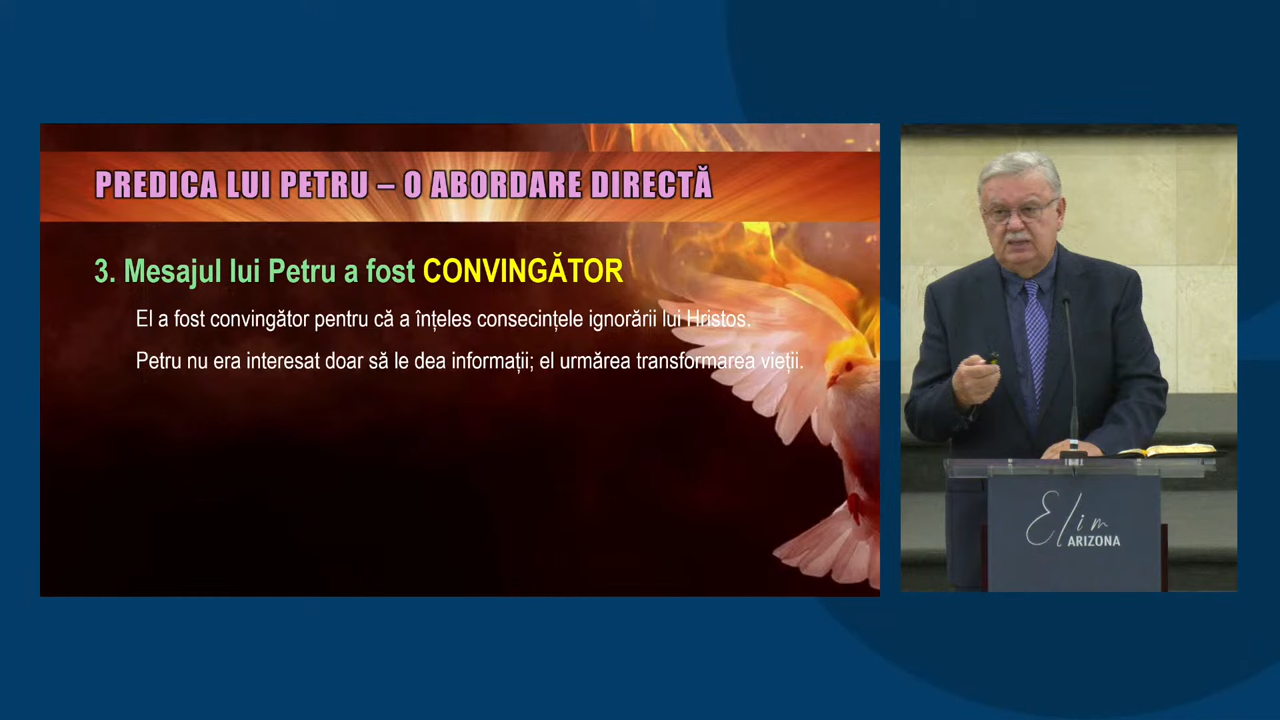 PREDICA LUI PETRU – O ABORDARE DIRECTĂ
3. Mesajul lui Petru a fost CONVINGĂTOR
El a fost convingător pentru că a înțeles consecințele ignorării lui Hristos.
Petru nu era interesat doar să le dea informații; el urmărea transformarea vieții.
Elim
ARIZONA